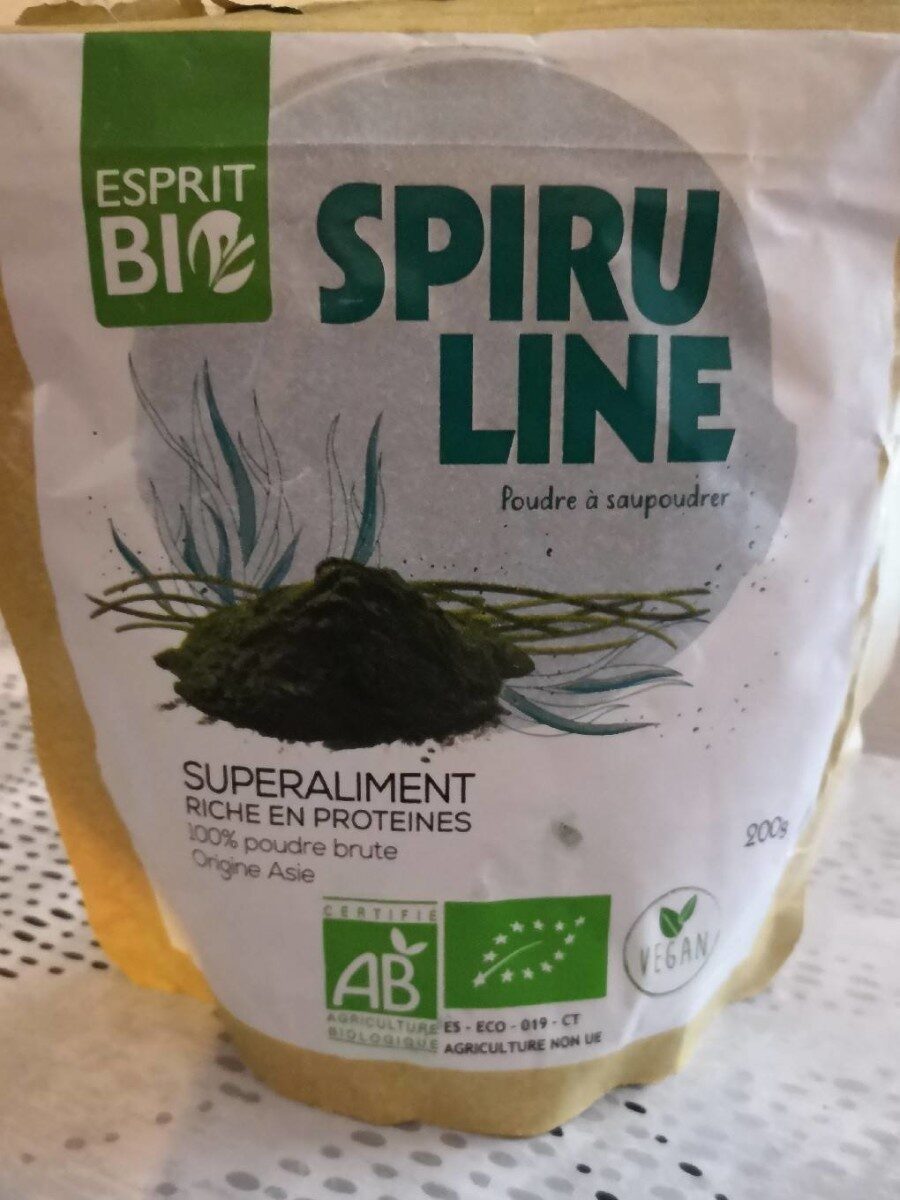 ESPRIT
BIO
SPIRU
LINE
Poudre à saupoudrer
SUPERALIMENT
RICHE EN PROTEINES
100% poudre brute
Origine Asie
200g
CERTIFIÉ
AB
AGRICULTURE
BIOLOGIQUE
ES - ECO - 019 - CT
AGRICULTURE NON UE
VEGAN